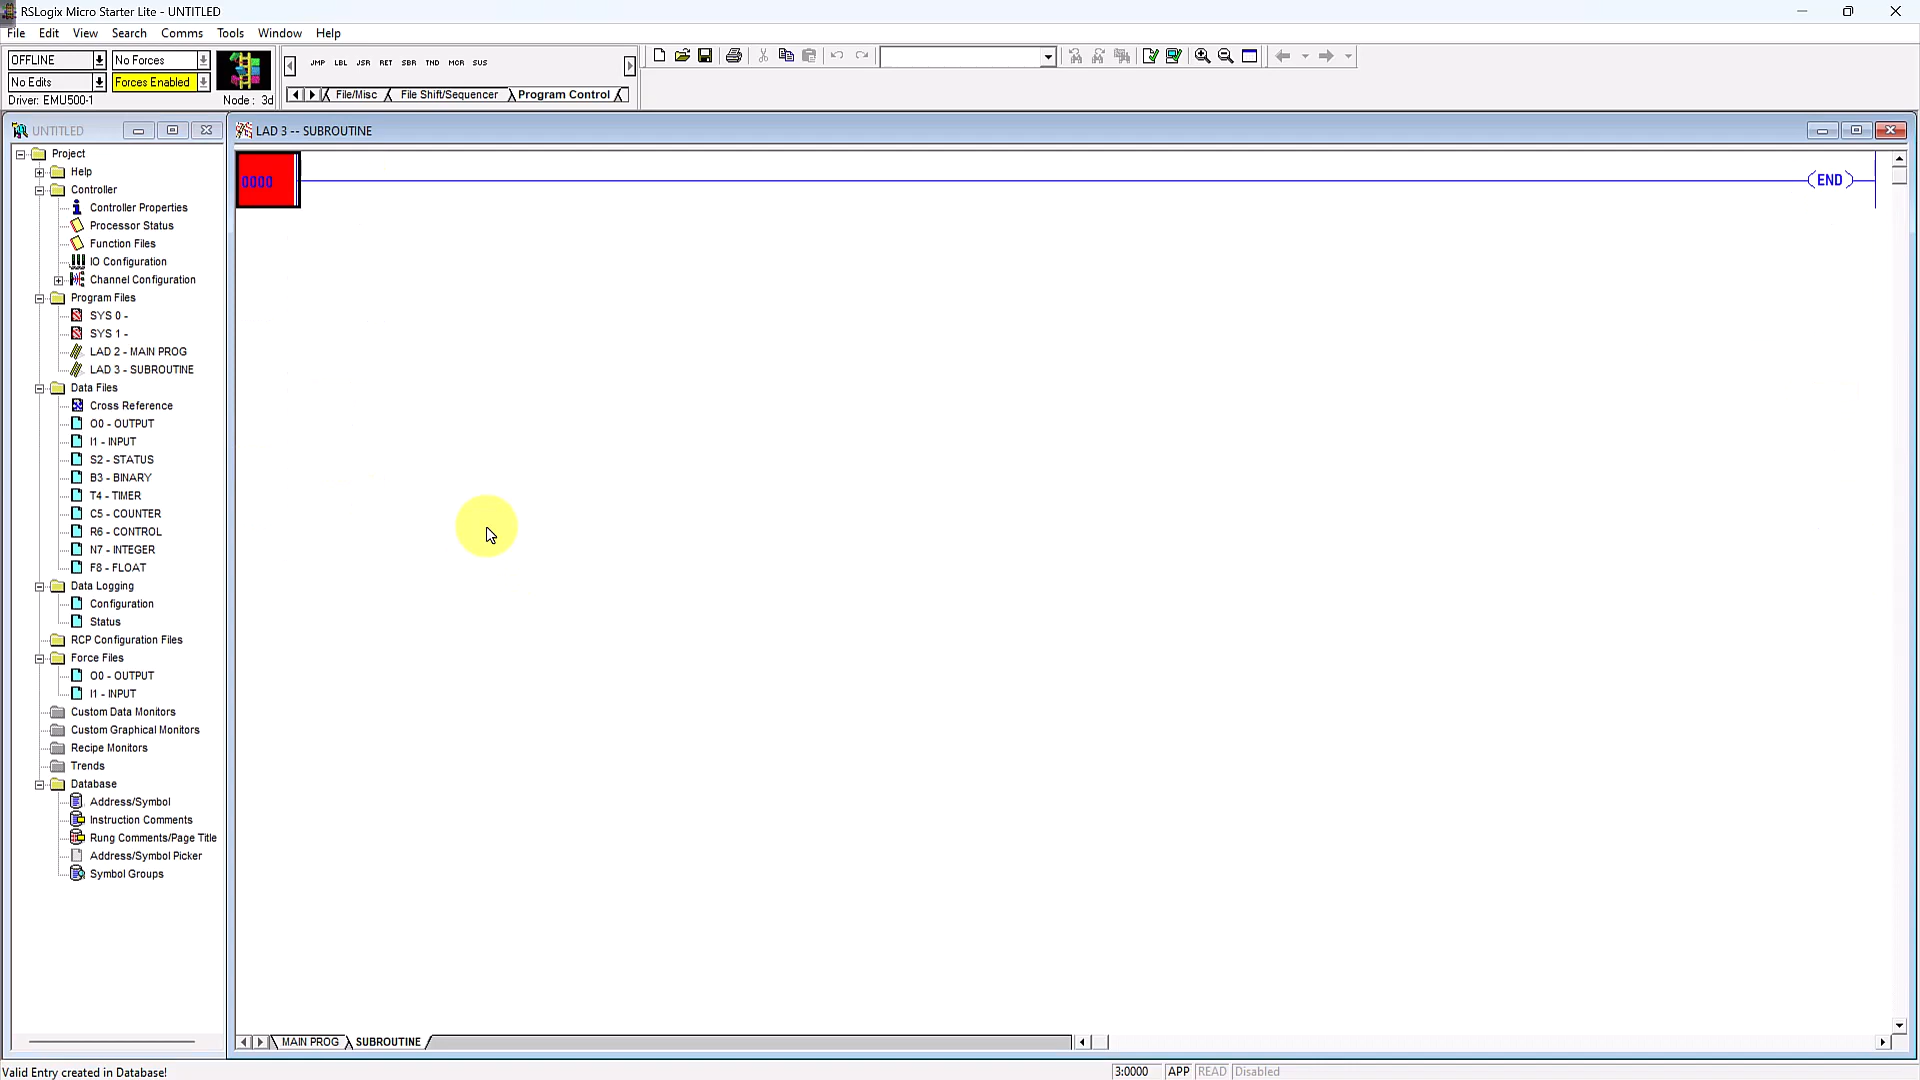 RSLogix Micro Starter Lite - UNTITLED
File Edit View Search Comms Tools Window Help
OFFLINE No Forces
No Edits Forces Enabled
Driver: EMU500-1 Node : 3d
JMP LBL JSR RET SBR TND MCR SUS
File/Misc File Shift/Sequencer Program Control
UNTITLED
Project
Help
Controller
Controller Properties
Processor Status
Function Files
IO Configuration
Channel Configuration
Program Files
SYS 0 -
SYS 1 -
LAD 2 - MAIN PROG
LAD 3 - SUBROUTINE
Data Files
Cross Reference
O0 - OUTPUT
I1 - INPUT
S2 - STATUS
B3 - BINARY
T4 - TIMER
C5 - COUNTER
R6 - CONTROL
N7 - INTEGER
F8 - FLOAT
Data Logging
Configuration
Status
RCP Configuration Files
Force Files
O0 - OUTPUT
I1 - INPUT
Custom Data Monitors
Custom Graphical Monitors
Recipe Monitors
Trends
Database
Address/Symbol
Instruction Comments
Rung Comments/Page Title
Address/Symbol Picker
Symbol Groups
LAD 3 -- SUBROUTINE
0000
END
MAIN PROG SUBROUTINE
Valid Entry created in Database!
3:0000 APP READ Disabled